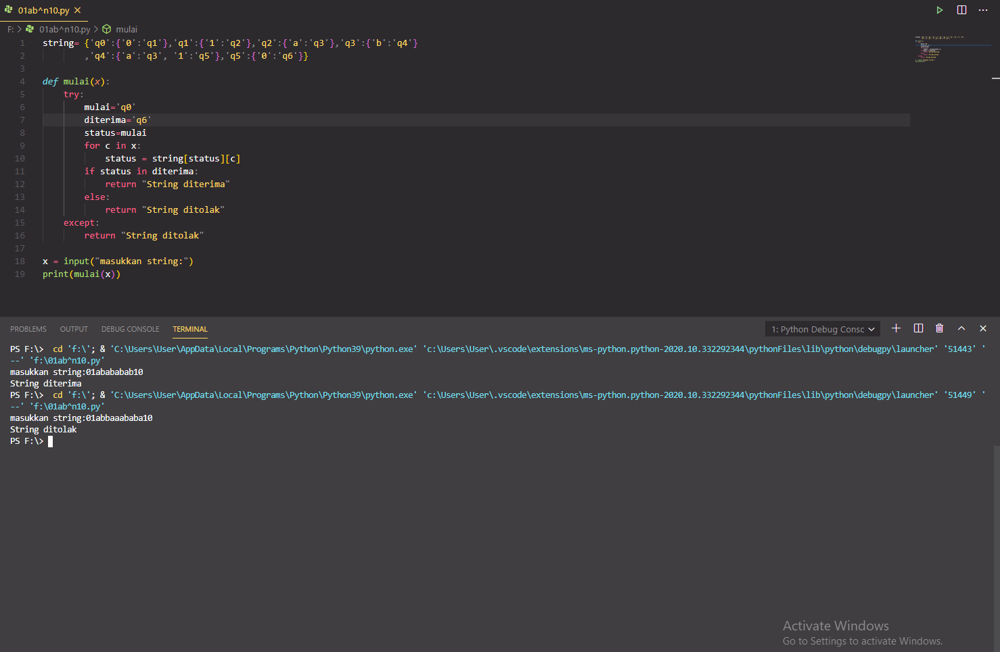 01ab^n10.py
F: > 01ab^n10.py > mulai
1 string= {'q0':{'0':'q1'},'q1':{'1':'q2'},'q2':{'a':'q3'},'q3':{'b':'q4'}
2 ,'q4':{'a':'q3', '1':'q5'},'q5':{'0':'q6'}}
3
4 def mulai(x):
5 try:
6 mulai='q0'
7 diterima='q6'
8 status=mulai
9 for c in x:
10 status = string[status][c]
11 if status in diterima:
12 return "String diterima"
13 else:
14 return "String ditolak"
15 except:
16 return "String ditolak"
17
18 x = input("masukkan string:")
19 print(mulai(x))
PROBLEMS OUTPUT DEBUG CONSOLE TERMINAL 1: Python Debug Consc
PS F:\> cd 'f:\'; & 'C:\Users\User\AppData\Local\Programs\Python\Python39\python.exe' 'c:\Users\User\.vscode\extensions\ms-python.python-2020.10.332292344\pythonFiles\lib\python\debugpy\launcher' '51443' '
--' 'f:\01ab^n10.py'
masukkan string:01abababab10
String diterima
PS F:\> cd 'f:\'; & 'C:\Users\User\AppData\Local\Programs\Python\Python39\python.exe' 'c:\Users\User\.vscode\extensions\ms-python.python-2020.10.332292344\pythonFiles\lib\python\debugpy\launcher' '51449' '
--' 'f:\01ab^n10.py'
masukkan string:01abbaaababa10
String ditolak
PS F:\>
Activate Windows
Go to Settings to activate Windows.